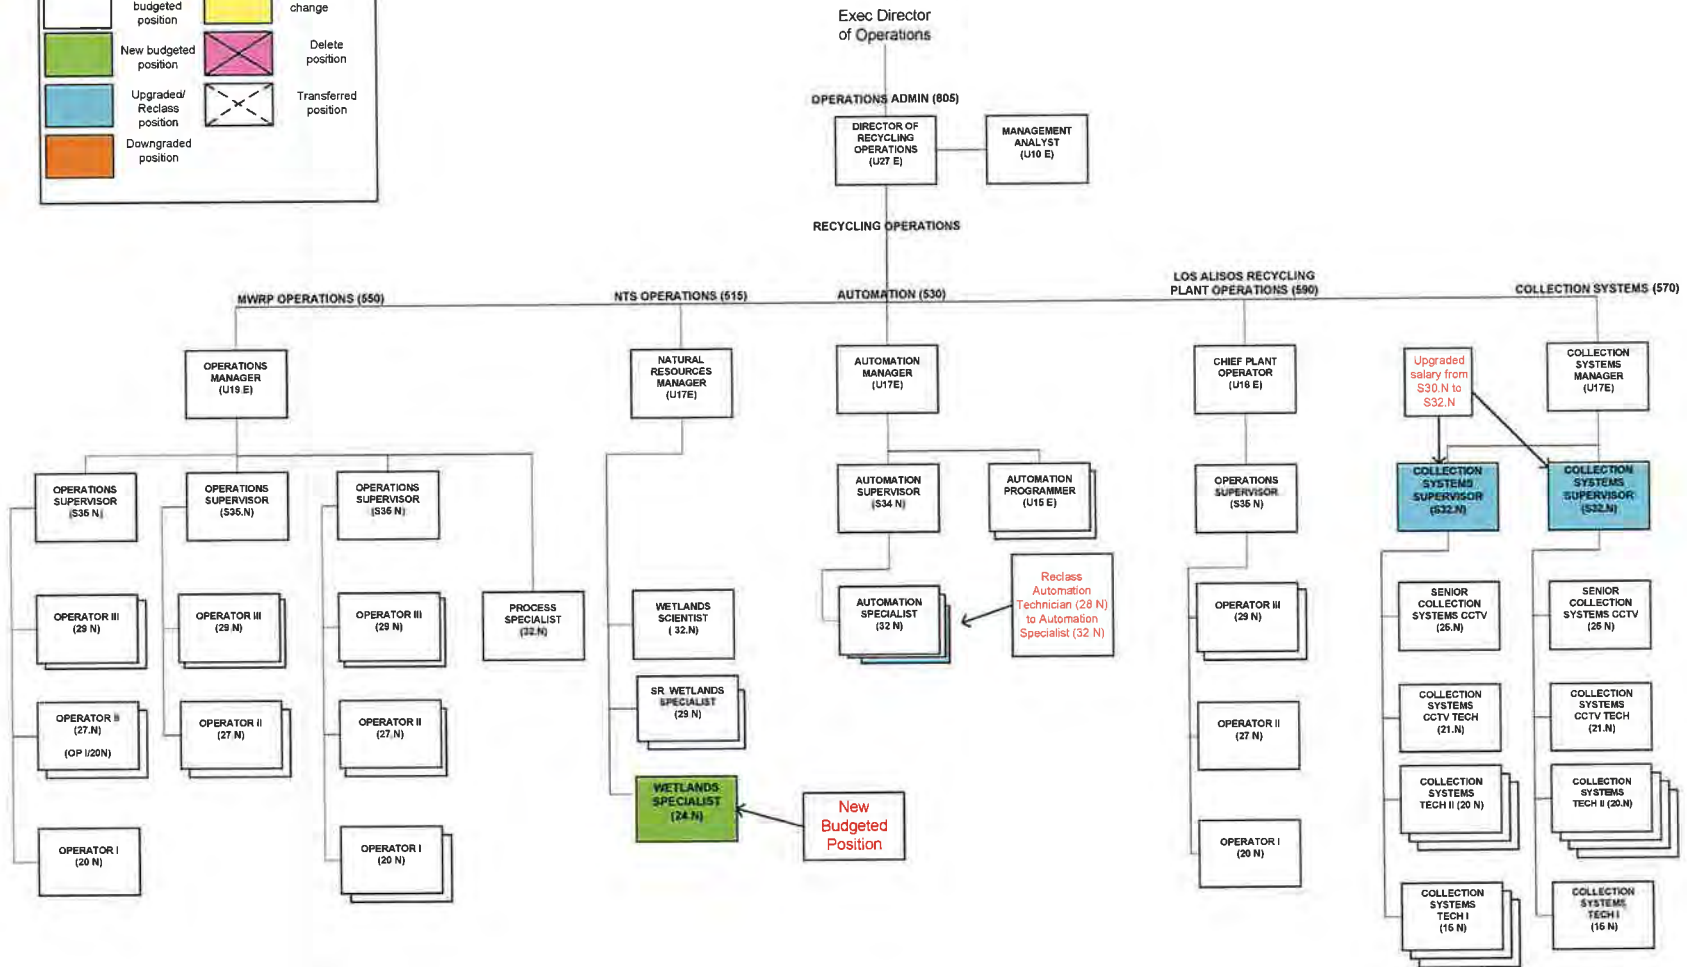 budgeted
position
change
New budgeted
position
Delete
position
Upgraded/
Reclass
position
Transferred
position
Downgraded
position
Exec Director
of Operations
OPERATIONS ADMIN (605)
DIRECTOR OF
RECYCLING
OPERATIONS
(U27 E)
MANAGEMENT
ANALYST
(U10 E)
RECYCLING OPERATIONS
MWRP OPERATIONS (550)
NTS OPERATIONS (515)
AUTOMATION (530)
LOS ALISOS RECYCLING
PLANT OPERATIONS (590)
COLLECTION SYSTEMS (570)
OPERATIONS
MANAGER
(U19 E)
NATURAL
RESOURCES
MANAGER
(U17E)
AUTOMATION
MANAGER
(U17E)
CHIEF PLANT
OPERATOR
(U16 E)
Upgraded
salary from
S30.N to
S32.N
COLLECTION
SYSTEMS
MANAGER
(U17E)
OPERATIONS
SUPERVISOR
(S35 N)
OPERATIONS
SUPERVISOR
(S35.N)
OPERATIONS
SUPERVISOR
(S35 N)
AUTOMATION
SUPERVISOR
(S34 N)
AUTOMATION
PROGRAMMER
(U15 E)
OPERATIONS
SUPERVISOR
(S35 N)
COLLECTION
SYSTEMS
SUPERVISOR
(S32.N)
COLLECTION
SYSTEMS
SUPERVISOR
(S32.N)
OPERATOR III
(29 N)
OPERATOR III
(29.N)
OPERATOR III
(29 N)
PROCESS
SPECIALIST
(32.N)
WETLANDS
SCIENTIST
( 32.N)
AUTOMATION
SPECIALIST
(32 N)
Reclass
Automation
Technician (28 N)
to Automation
Specialist (32 N)
OPERATOR III
(29 N)
SENIOR
COLLECTION
SYSTEMS CCTV
(25.N)
SENIOR
COLLECTION
SYSTEMS CCTV
(25 N)
OPERATOR II
(27.N)
(OP I/20N)
OPERATOR II
(27 N)
OPERATOR II
(27.N)
SR. WETLANDS
SPECIALIST
(29 N)
OPERATOR II
(27 N)
COLLECTION
SYSTEMS
CCTV TECH
(21.N)
COLLECTION
SYSTEMS
CCTV TECH
(21.N)
WETLANDS
SPECIALIST
(24.N)
New
Budgeted
Position
COLLECTION
SYSTEMS
TECH II (20 N)
COLLECTION
SYSTEMS
TECH II (20.N)
OPERATOR I
(20 N)
OPERATOR I
(20 N)
OPERATOR I
(20 N)
COLLECTION
SYSTEMS
TECH I
(16 N)
COLLECTION
SYSTEMS
TECH I
(16 N)